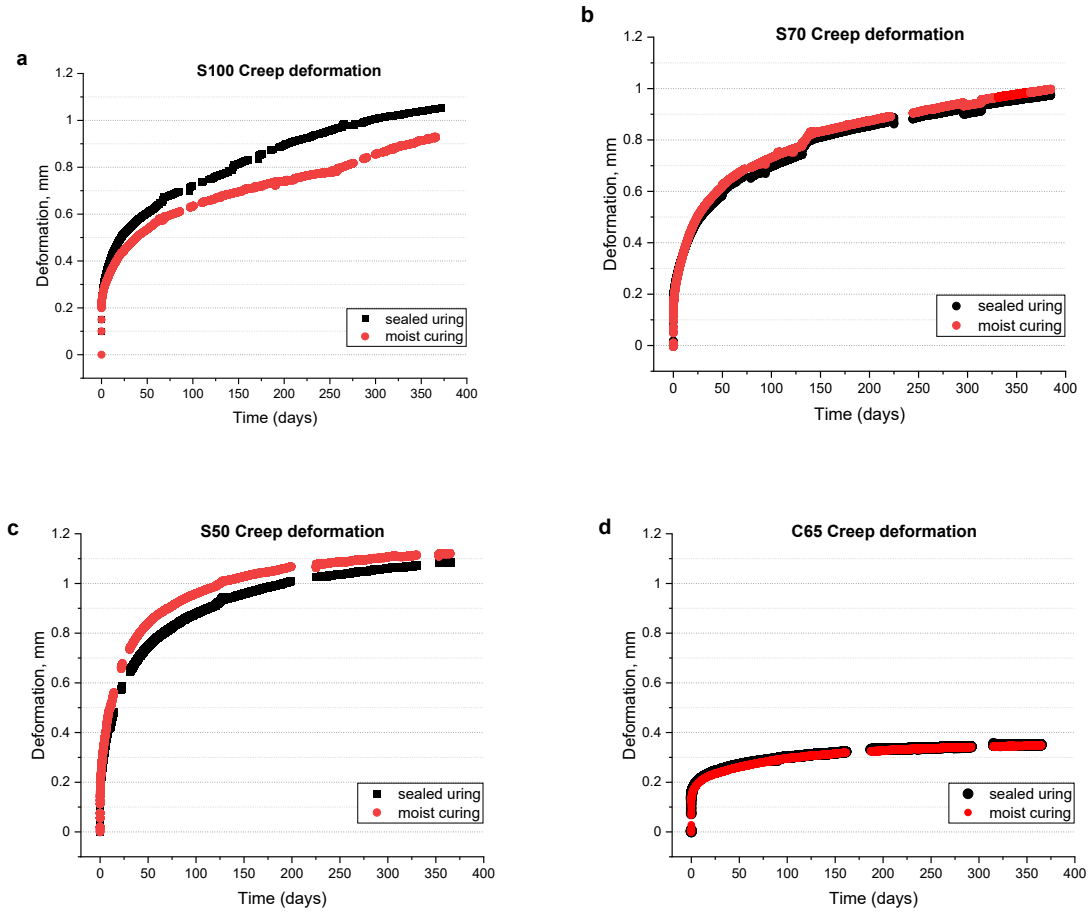 a
S100 Creep deformation
Deformation, mm
1.2
1
0.8
0.6
0.4
0.2
0
sealed uring
moist curing
0 50 100 150 200 250 300 350 400
Time (days)
b
S70 Creep deformation
Deformation, mm
1.2
1
0.8
0.6
0.4
0.2
0
sealed uring
moist curing
0 50 100 150 200 250 300 350 400
Time (days)
c
S50 Creep deformation
Deformation, mm
1.2
1
0.8
0.6
0.4
0.2
0
sealed uring
moist curing
0 50 100 150 200 250 300 350 400
Time (days)
d
C65 Creep deformation
Deformation, mm
1.2
1
0.8
0.6
0.4
0.2
0
sealed uring
moist curing
0 50 100 150 200 250 300 350 400
Time (days)